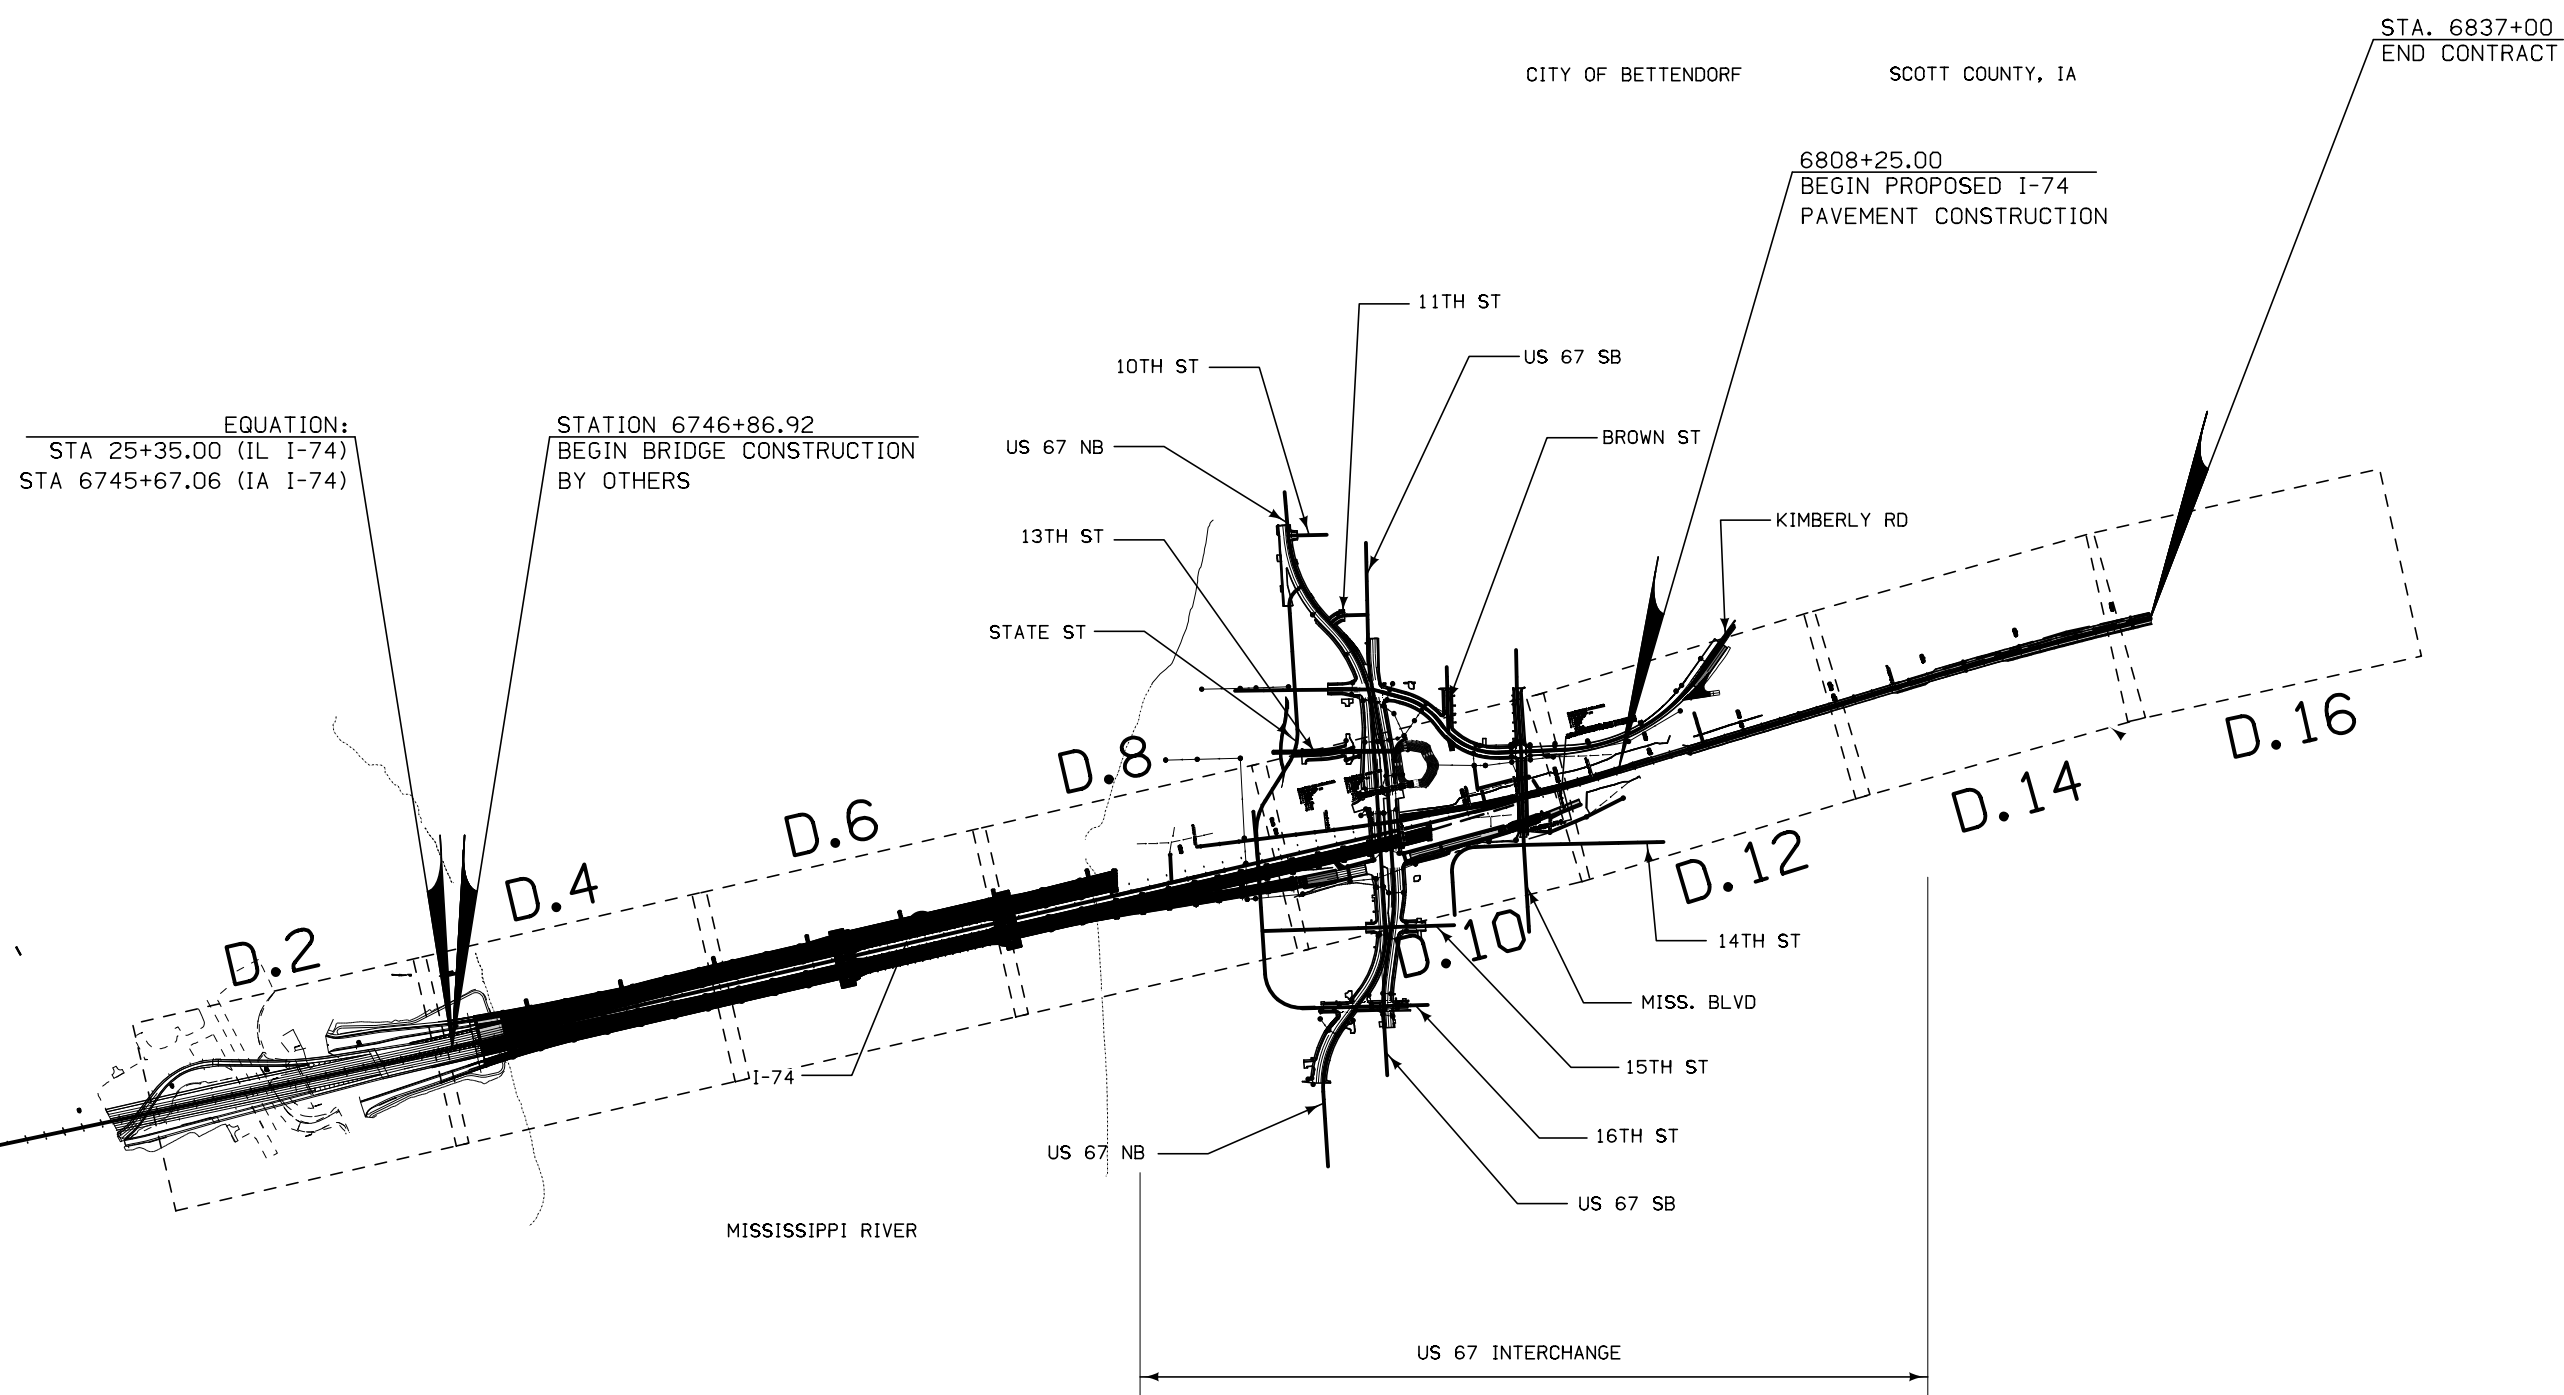 STA. 6837+00
END CONTRACT
CITY OF BETTENDORF
SCOTT COUNTY, IA
6808+25.00
BEGIN PROPOSED I-74
PAVEMENT CONSTRUCTION
11TH ST
US 67 SB
10TH ST
BROWN ST
US 67 NB
EQUATION:
STA 25+35.00 (IL I-74)
STA 6745+67.06 (IA I-74)
STATION 6746+86.92
BEGIN BRIDGE CONSTRUCTION
BY OTHERS
KIMBERLY RD
13TH ST
STATE ST
D.2
D.4
D.6
D.8
D.10
D.12
D.14
D.16
14TH ST
MISS. BLVD
15TH ST
I-74
16TH ST
US 67 NB
US 67 SB
MISSISSIPPI RIVER
US 67 INTERCHANGE